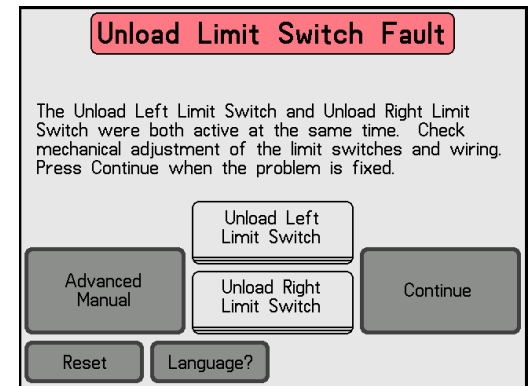 Unload Limit Switch Fault
The Unload Left Limit Switch and Unload Right Limit
Switch were both active at the same time.  Check
mechanical adjustment of the limit switches and wiring.
Press Continue when the problem is fixed.
Unload Left
Limit Switch
Advanced
Manual
Unload Right
Limit Switch
Continue
Reset
Language?